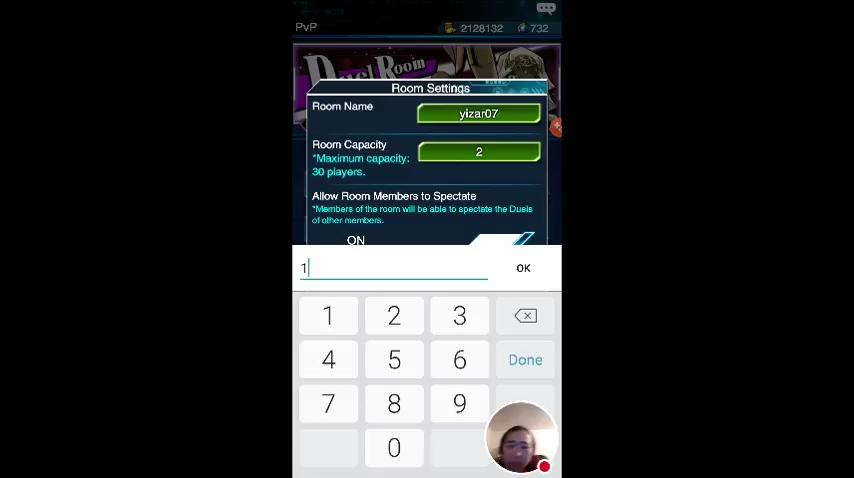 PvP
2128132
732
Duel Room
Room Settings
Room Name
yizar07
Room Capacity
2
*Maximum capacity:
30 players.
Allow Room Members to Spectate
*Members of the room will be able to spectate the Duels
of other members.
ON
1
OK
1 2 3
4 5 6 Done
7 8 9
0